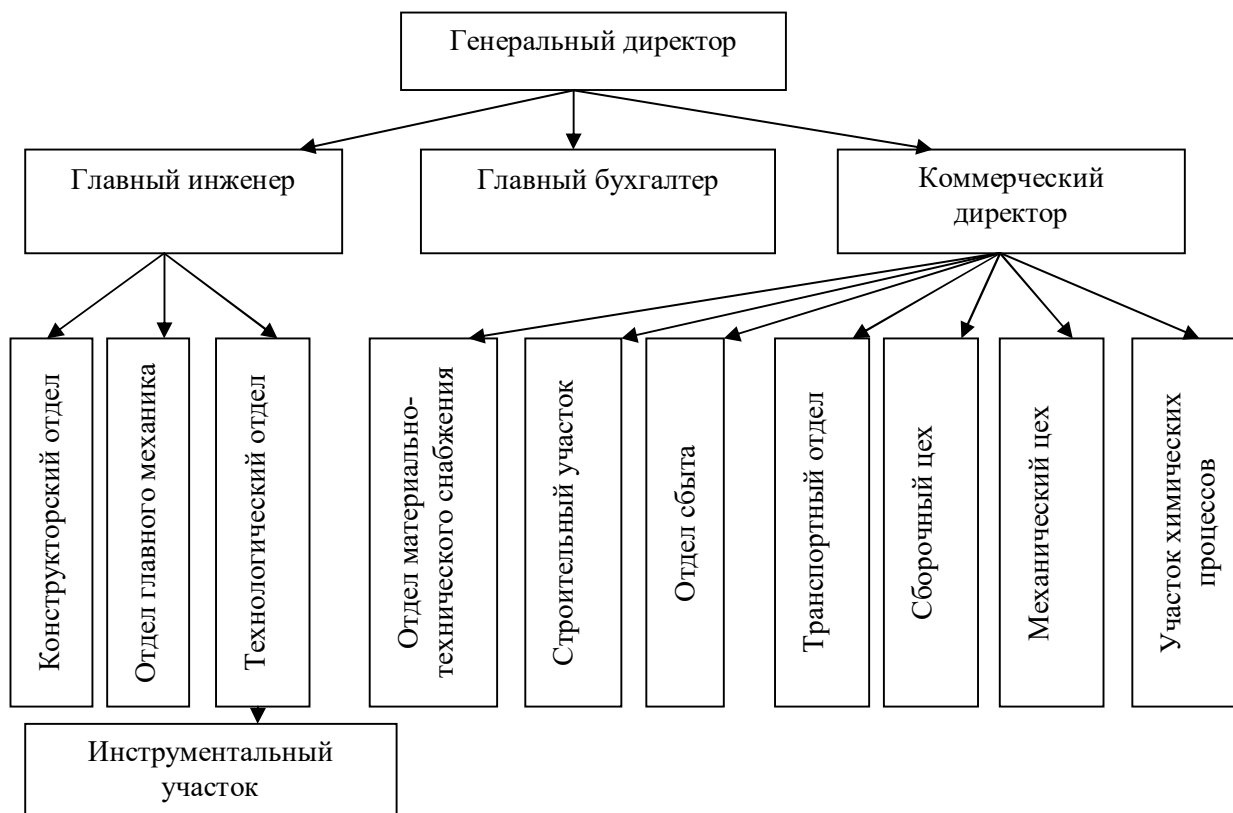 Генеральный директор
Главный инженер
Главный бухгалтер
Коммерческий
директор
Конструкторский отдел
Отдел главного механика
Технологический отдел
Отдел материально-
технического снабжения
Строительный участок
Отдел сбыта
Транспортный отдел
Сборочный цех
Механический цех
Участок химических
процессов
Инструментальный
участок